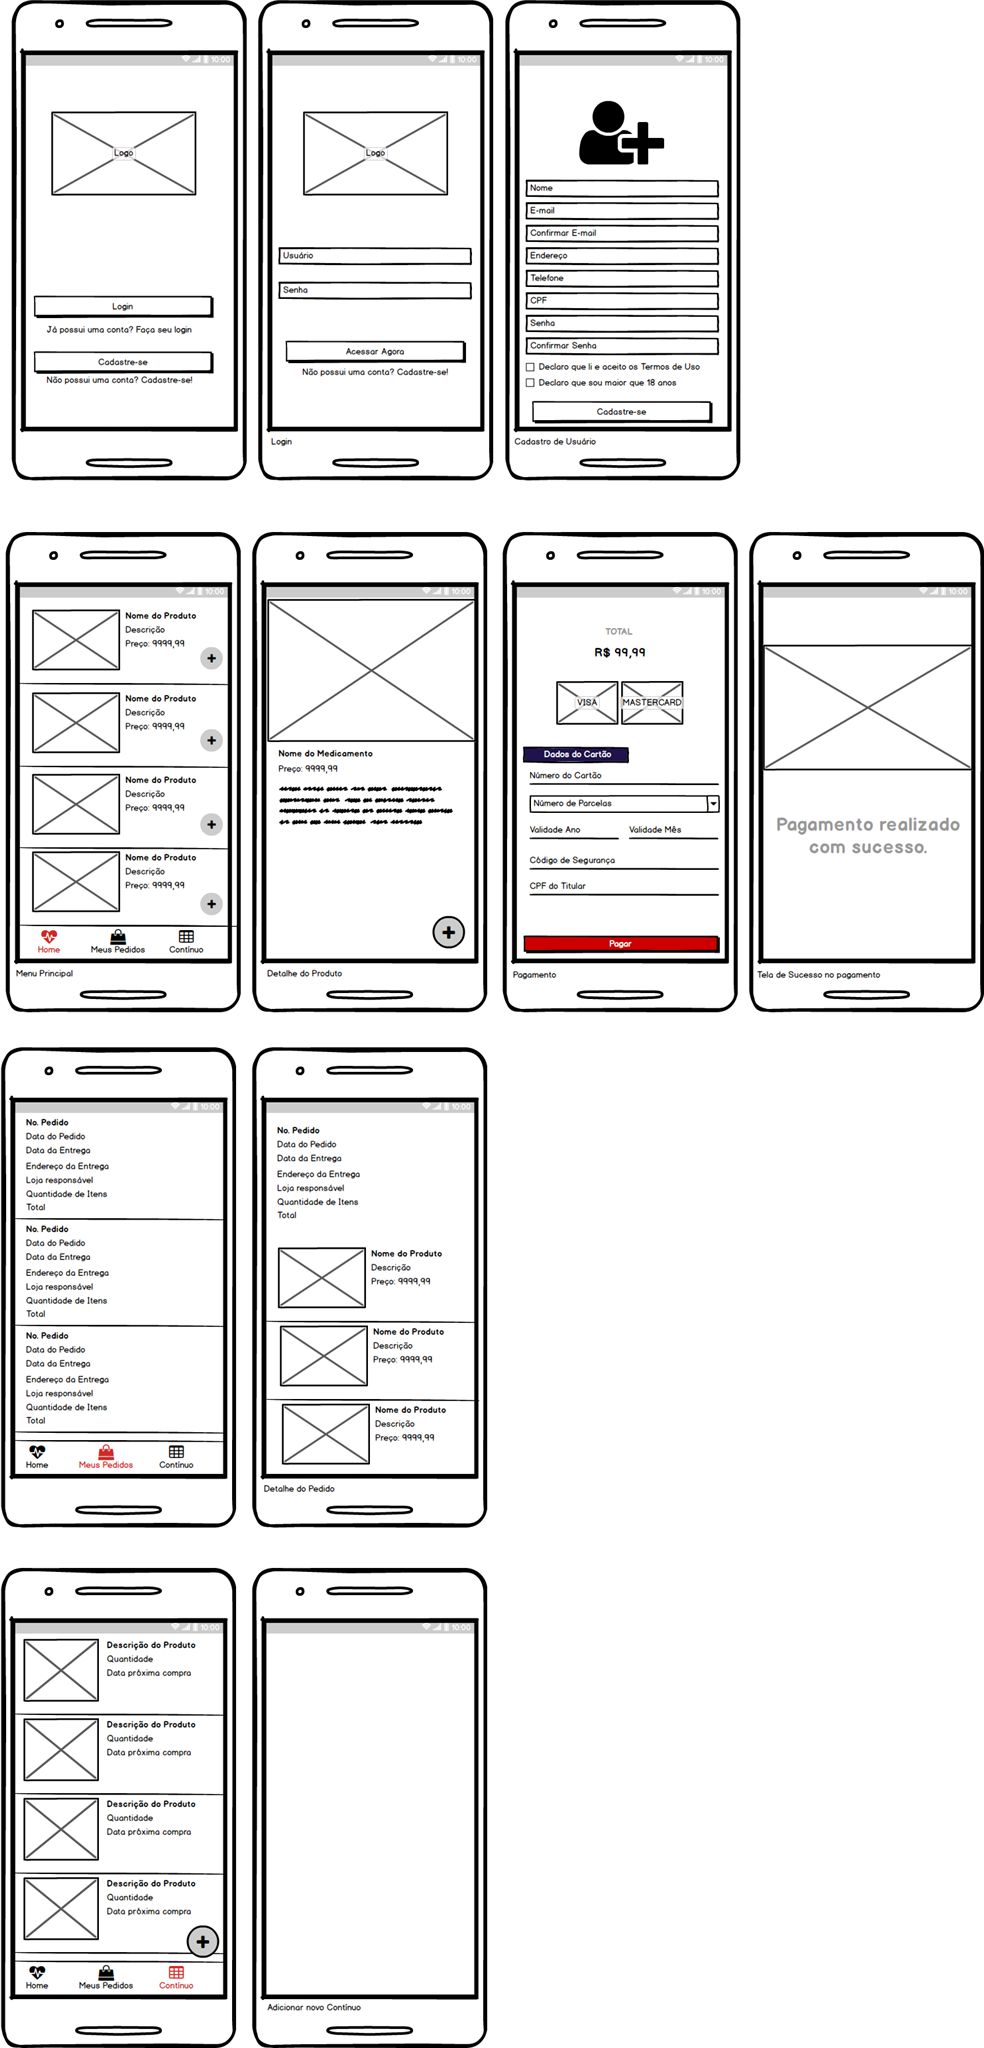 10:00
Logo
Login
Já possui uma conta? Faça seu login
Cadastre-se
Não possui uma conta? Cadastre-se!
10:00
Logo
Usuário
Senha
Acessar Agora
Não possui uma conta? Cadastre-se!
Login
10:00
Nome
E-mail
Confirmar E-mail
Endereço
Telefone
CPF
Senha
Confirmar Senha
Declaro que li e aceito os Termos de Uso
Declaro que sou maior que 18 anos
Cadastre-se
Cadastro de Usuário
10:00
Nome do Produto
Descrição
Preço: 9999,99
+
Nome do Produto
Descrição
Preço: 9999,99
+
Nome do Produto
Descrição
Preço: 9999,99
+
Nome do Produto
Descrição
Preço: 9999,99
+
Home Meus Pedidos Contínuo
Menu Principal
10:00
Nome do Medicamento
Preço: 9999,99
+
Detalhe do Produto
10:00
TOTAL
R$ 99,99
VISA MASTERCARD
Dados do Cartão
Número do Cartão
Número de Parcelas
Validade Ano Validade Mês
Código de Segurança
CPF do Titular
Pagar
Pagamento
10:00
Pagamento realizado
com sucesso.
Tela de Sucesso no pagamento
10:00
No. Pedido
Data do Pedido
Data da Entrega
Endereço da Entrega
Loja responsável
Quantidade de Itens
Total
No. Pedido
Data do Pedido
Data da Entrega
Endereço da Entrega
Loja responsável
Quantidade de Itens
Total
No. Pedido
Data do Pedido
Data da Entrega
Endereço da Entrega
Loja responsável
Quantidade de Itens
Total
Home Meus Pedidos Contínuo
10:00
No. Pedido
Data do Pedido
Data da Entrega
Endereço da Entrega
Loja responsável
Quantidade de Itens
Total
Nome do Produto
Descrição
Preço: 9999,99
Nome do Produto
Descrição
Preço: 9999,99
Nome do Produto
Descrição
Preço: 9999,99
Detalhe do Pedido
10:00
Descrição do Produto
Quantidade
Data próxima compra
Descrição do Produto
Quantidade
Data próxima compra
Descrição do Produto
Quantidade
Data próxima compra
Descrição do Produto
Quantidade
Data próxima compra
+
Home Meus Pedidos Contínuo
10:00
Adicionar novo Contínuo